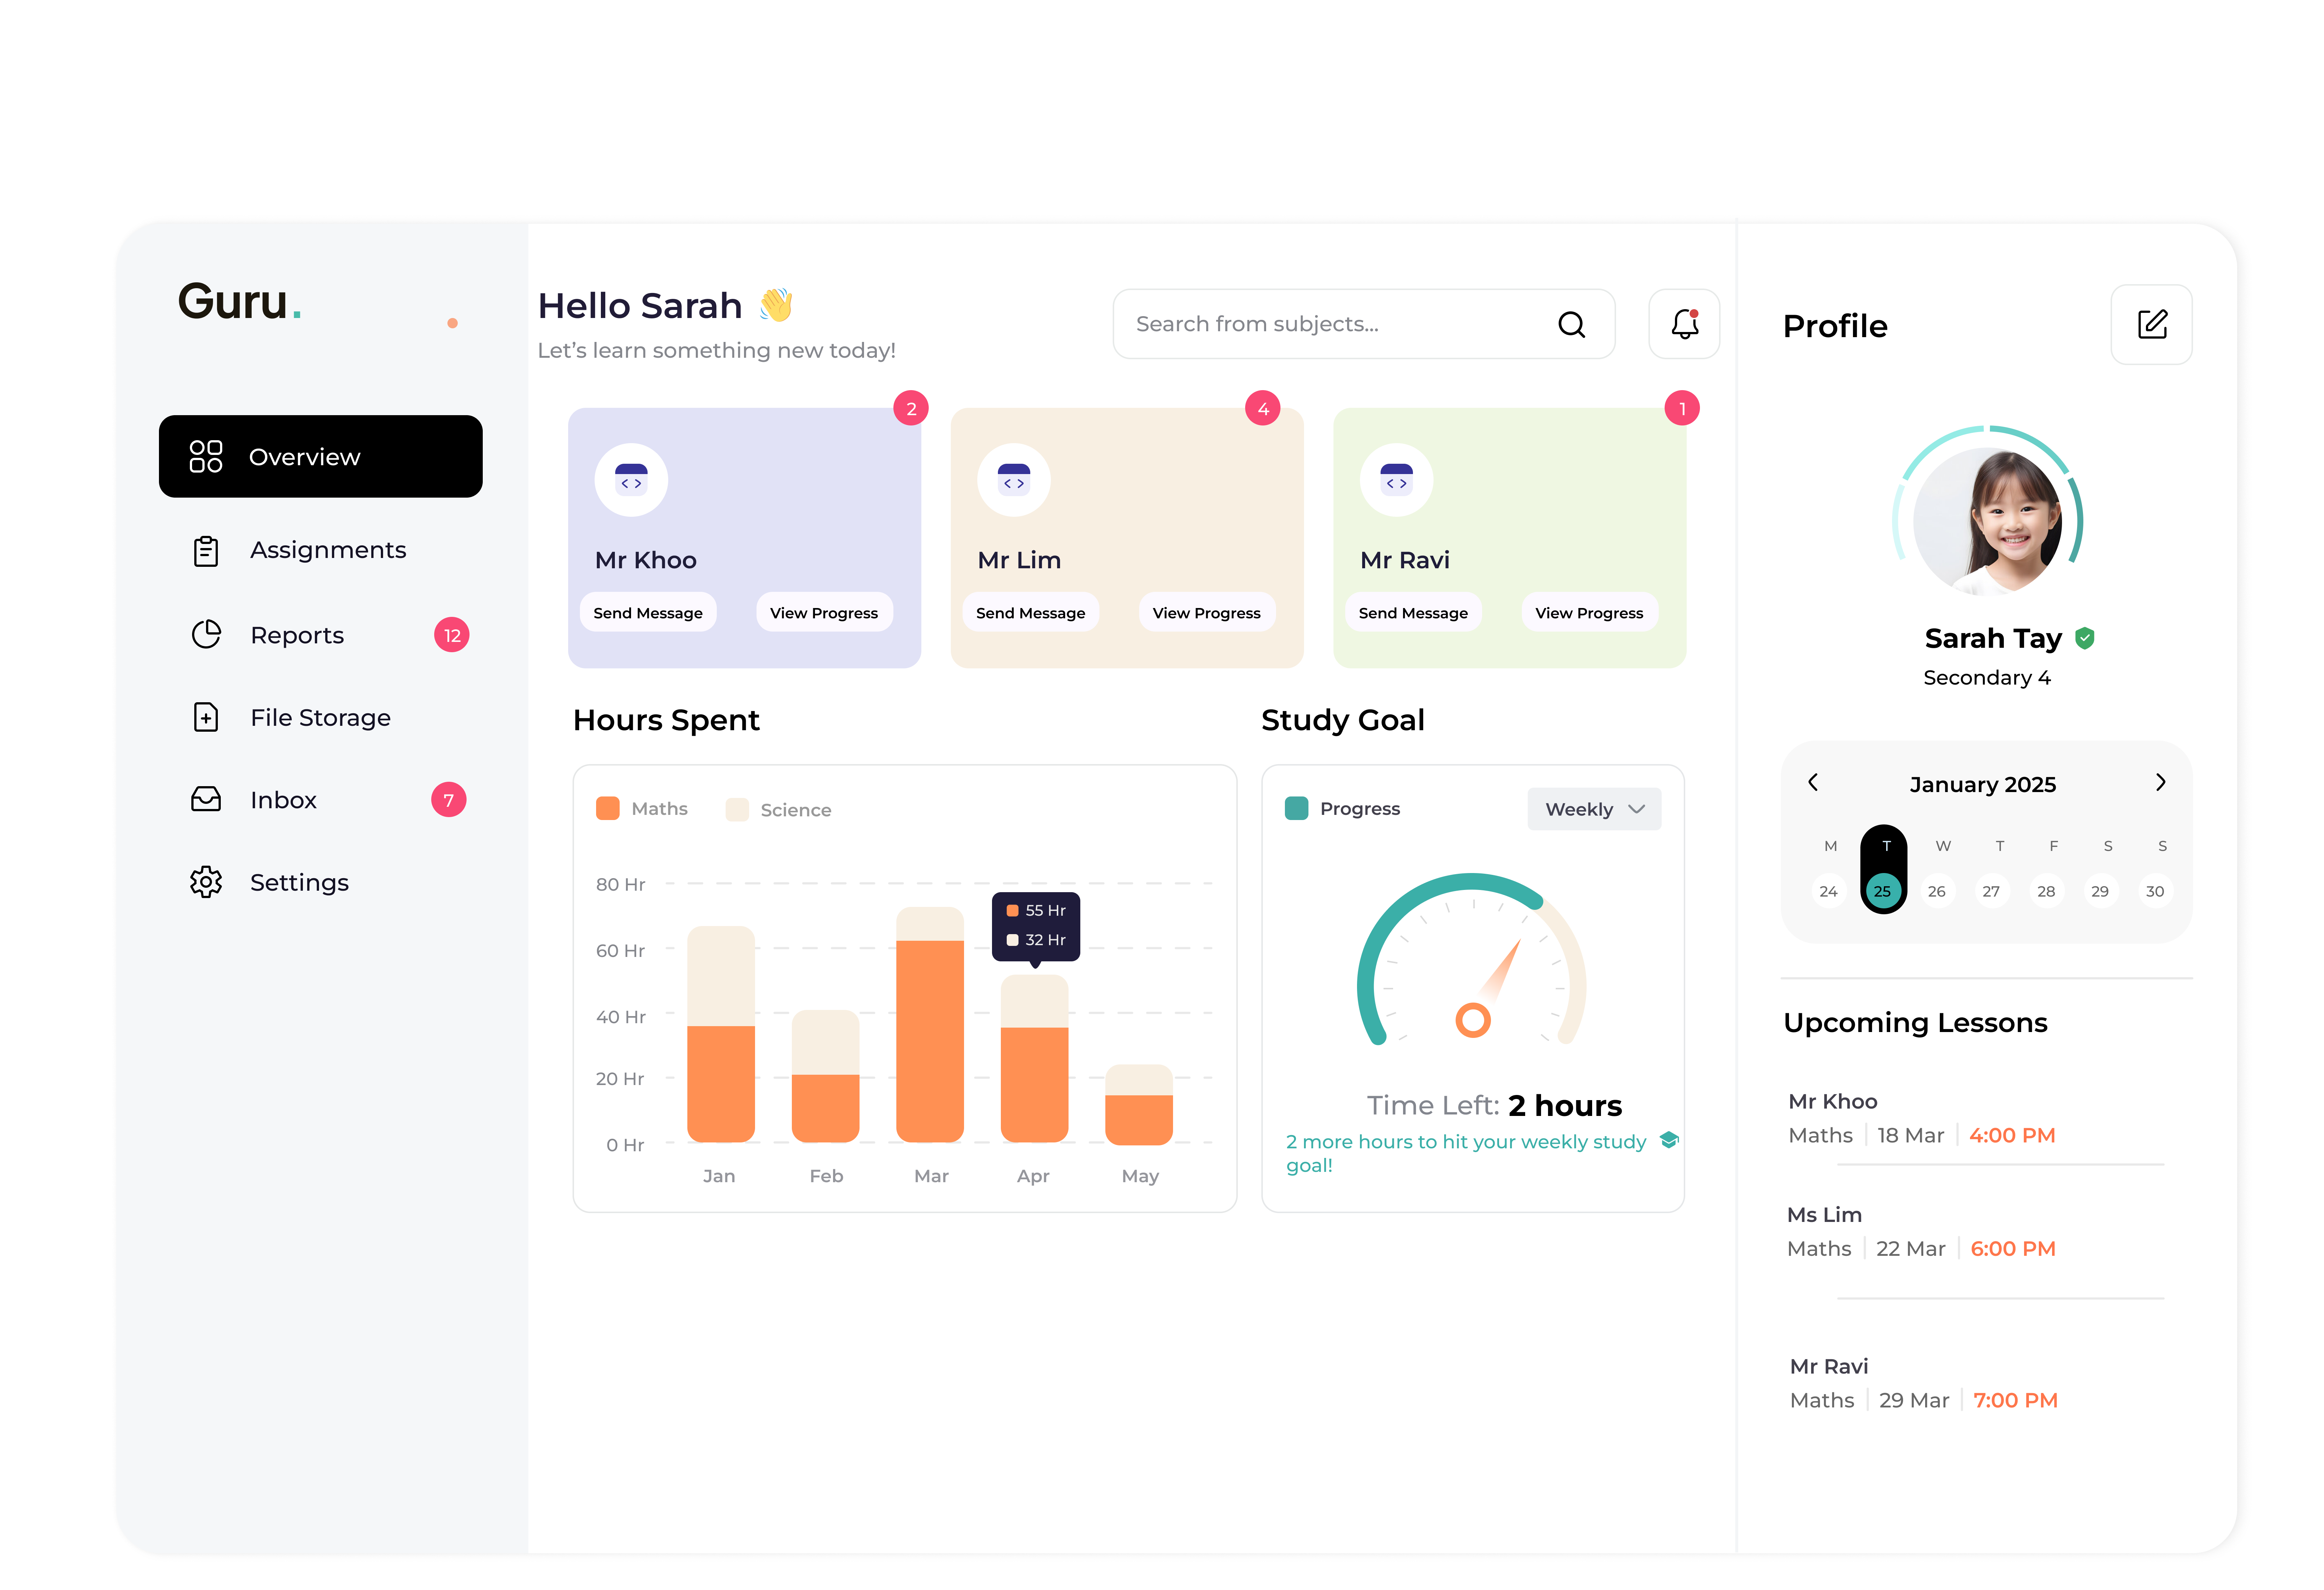 Guru.
Overview
Assignments
Reports
12
File Storage
Inbox
7
Settings
Hello Sarah 👋
Let's learn something new today!
Search from subjects...
2
Mr Khoo
Send Message
View Progress
4
Mr Lim
Send Message
View Progress
1
Mr Ravi
Send Message
View Progress
Hours Spent
Maths
Science
80 Hr
60 Hr
40 Hr
20 Hr
0 Hr
55 Hr
32 Hr
Jan Feb Mar Apr May
Study Goal
Progress
Weekly
Time Left: 2 hours
2 more hours to hit your weekly study
goal!
Profile
Sarah Tay
Secondary 4
January 2025
M T W T F S S
24 25 26 27 28 29 30
Upcoming Lessons
Mr Khoo
Maths | 18 Mar | 4:00 PM
Ms Lim
Maths | 22 Mar | 6:00 PM
Mr Ravi
Maths | 29 Mar | 7:00 PM